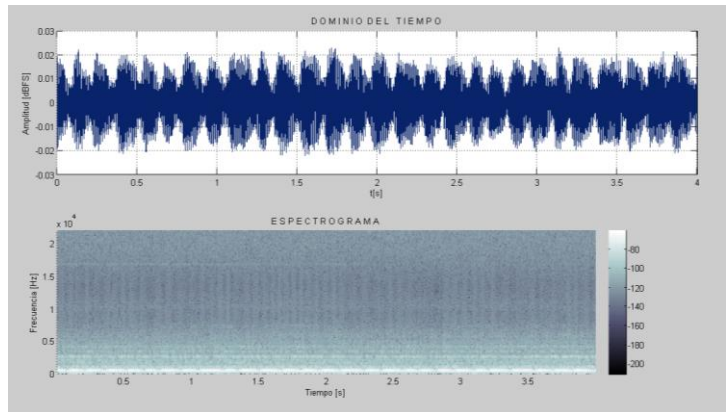 DOMINIO DEL TIEMPO
0.03
0.02
0.01
0
-0.01
-0.02
-0.03
Amplitud [dBFS]
0 0.5 1 1.5 2 2.5 3 3.5 4
t[s]
ESPECTROGRAMA
x 10^4
2
1.5
1
0.5
0
Frecuencia [Hz]
0.5 1 1.5 2 2.5 3 3.5
Tiempo [s]
-80
-100
-120
-140
-160
-180
-200